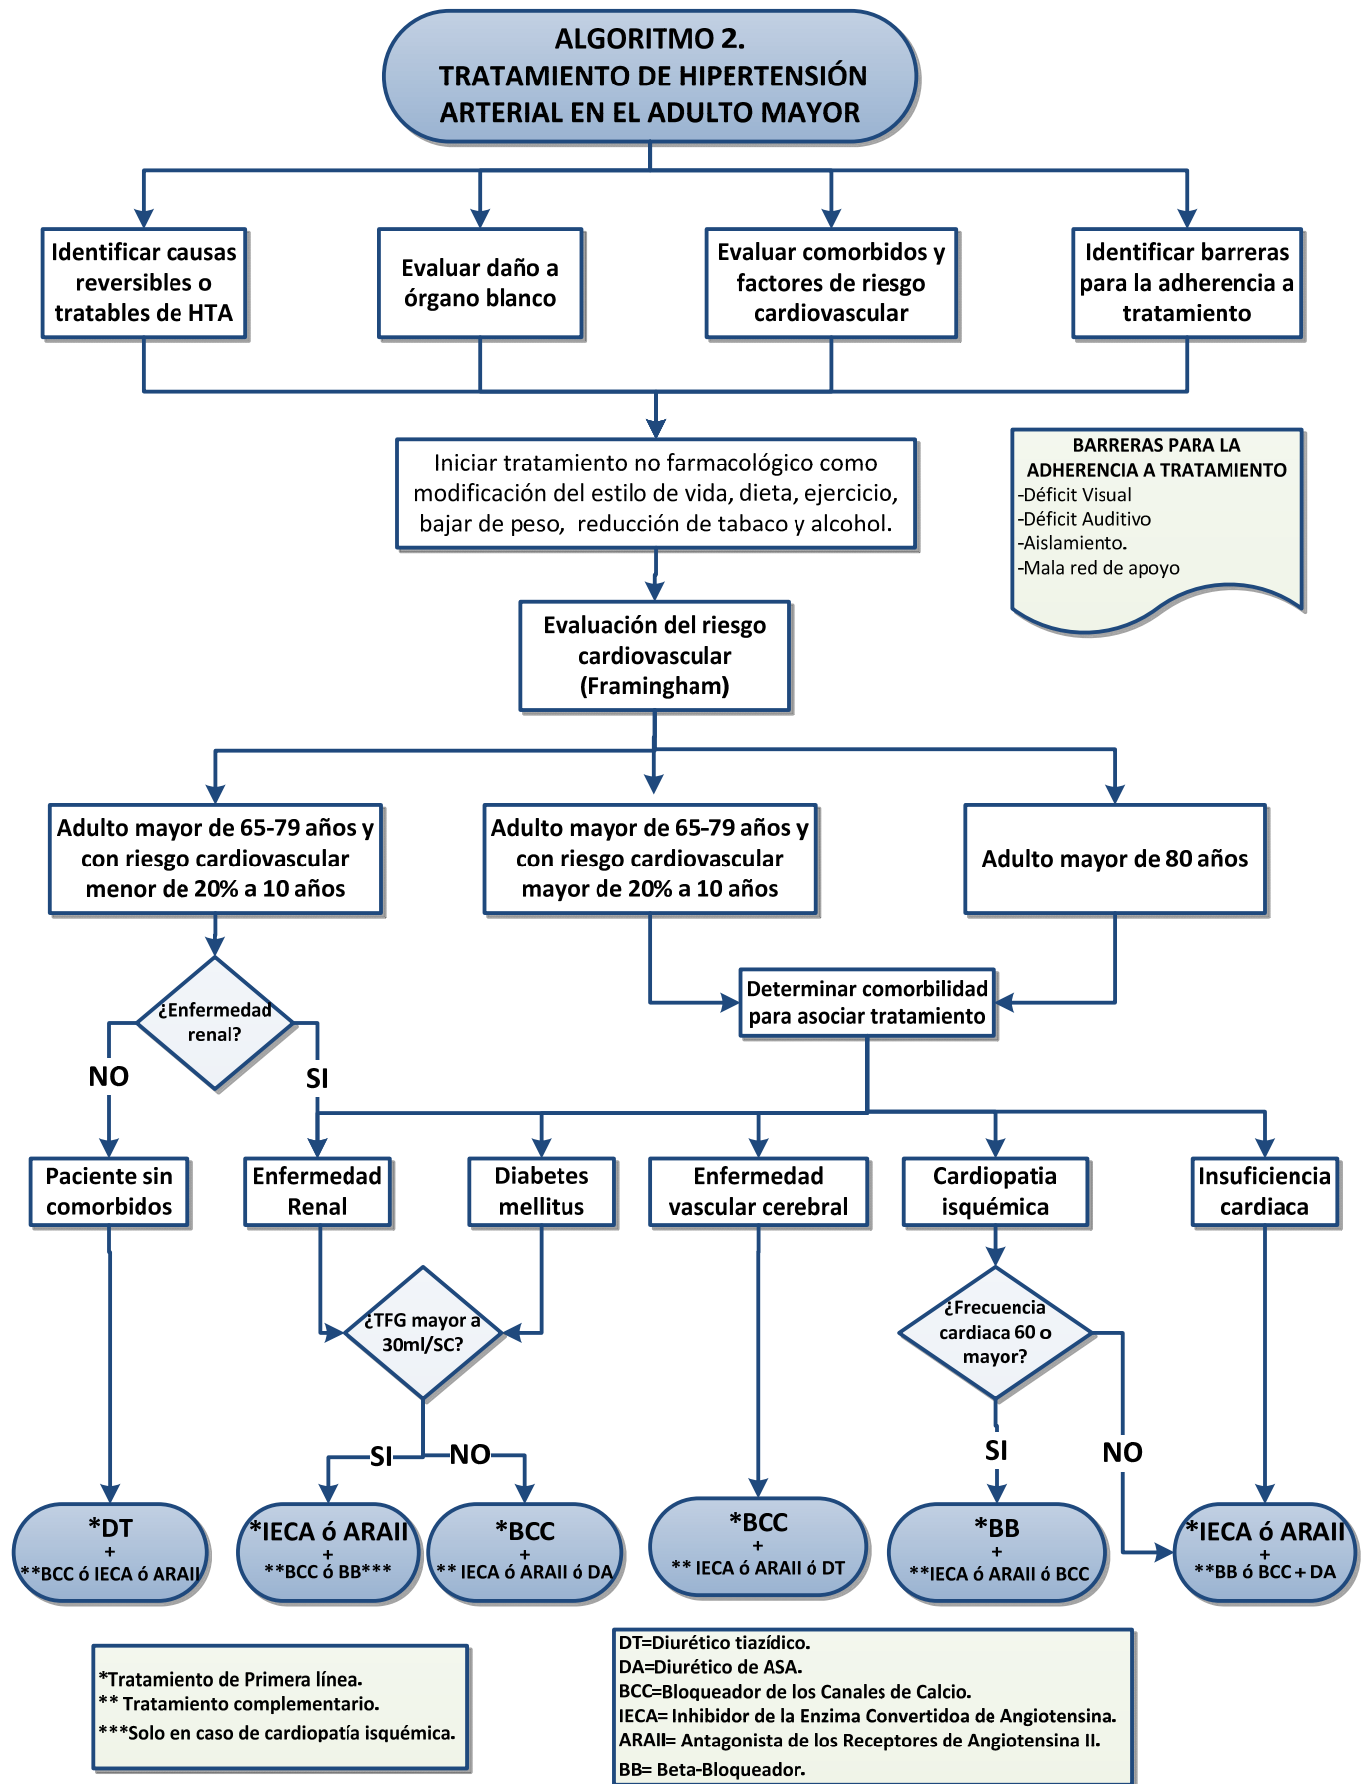 ALGORITMO 2.
TRATAMIENTO DE HIPERTENSIÓN
ARTERIAL EN EL ADULTO MAYOR
Identificar causas
reversibles o
tratables de HTA
Evaluar daño a
órgano blanco
Evaluar comorbidos y
factores de riesgo
cardiovascular
Identificar barreras
para la adherencia a
tratamiento
Iniciar tratamiento no farmacológico como
modificación del estilo de vida, dieta, ejercicio,
bajar de peso, reducción de tabaco y alcohol.
BARRERAS PARA LA
ADHERENCIA A TRATAMIENTO
-Déficit Visual
-Déficit Auditivo
-Aislamiento.
-Mala red de apoyo
Evaluación del riesgo
cardiovascular
(Framingham)
Adulto mayor de 65-79 años y
con riesgo cardiovascular
menor de 20% a 10 años
Adulto mayor de 65-79 años y
con riesgo cardiovascular
mayor de 20% a 10 años
Adulto mayor de 80 años
¿Enfermedad
renal?
Determinar comorbilidad
para asociar tratamiento
NO
SI
Paciente sin
comorbidos
Enfermedad
Renal
Diabetes
mellitus
Enfermedad
vascular cerebral
Cardiopatia
isquémica
Insuficiencia
cardiaca
¿TFG mayor a
30ml/SC?
¿Frecuencia
cardiaca 60 o
mayor?
SI
NO
SI
NO
*DT
+
**BCC ó IECA ó ARAII
*IECA ó ARAII
+
**BCC ó BB***
*BCC
+
** IECA ó ARAII ó DA
*BCC
+
** IECA ó ARAII ó DT
*BB
+
**IECA ó ARAII ó BCC
*IECA ó ARAII
+
**BB ó BCC + DA
*Tratamiento de Primera línea.
** Tratamiento complementario.
***Solo en caso de cardiopatía isquémica.
DT=Diurético tiazídico.
DA=Diurético de ASA.
BCC=Bloqueador de los Canales de Calcio.
IECA= Inhibidor de la Enzima Convertidoa de Angiotensina.
ARAII= Antagonista de los Receptores de Angiotensina II.
BB= Beta-Bloqueador.